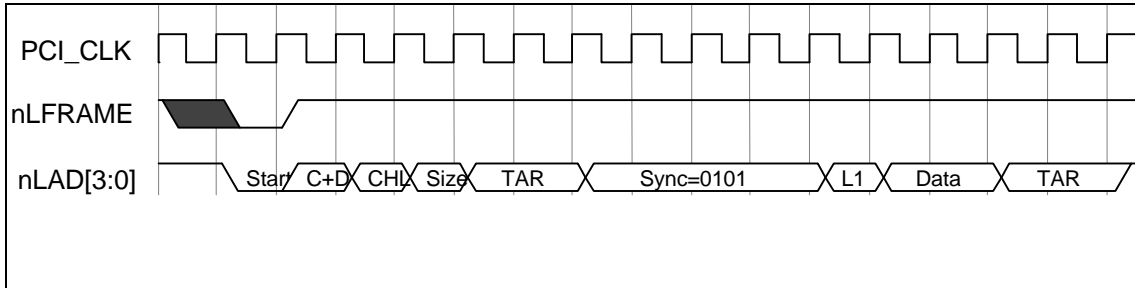 PCI_CLK
nLFRAME
nLAD[3:0] Start C+D CHL Size TAR Sync=0101 L1 Data TAR